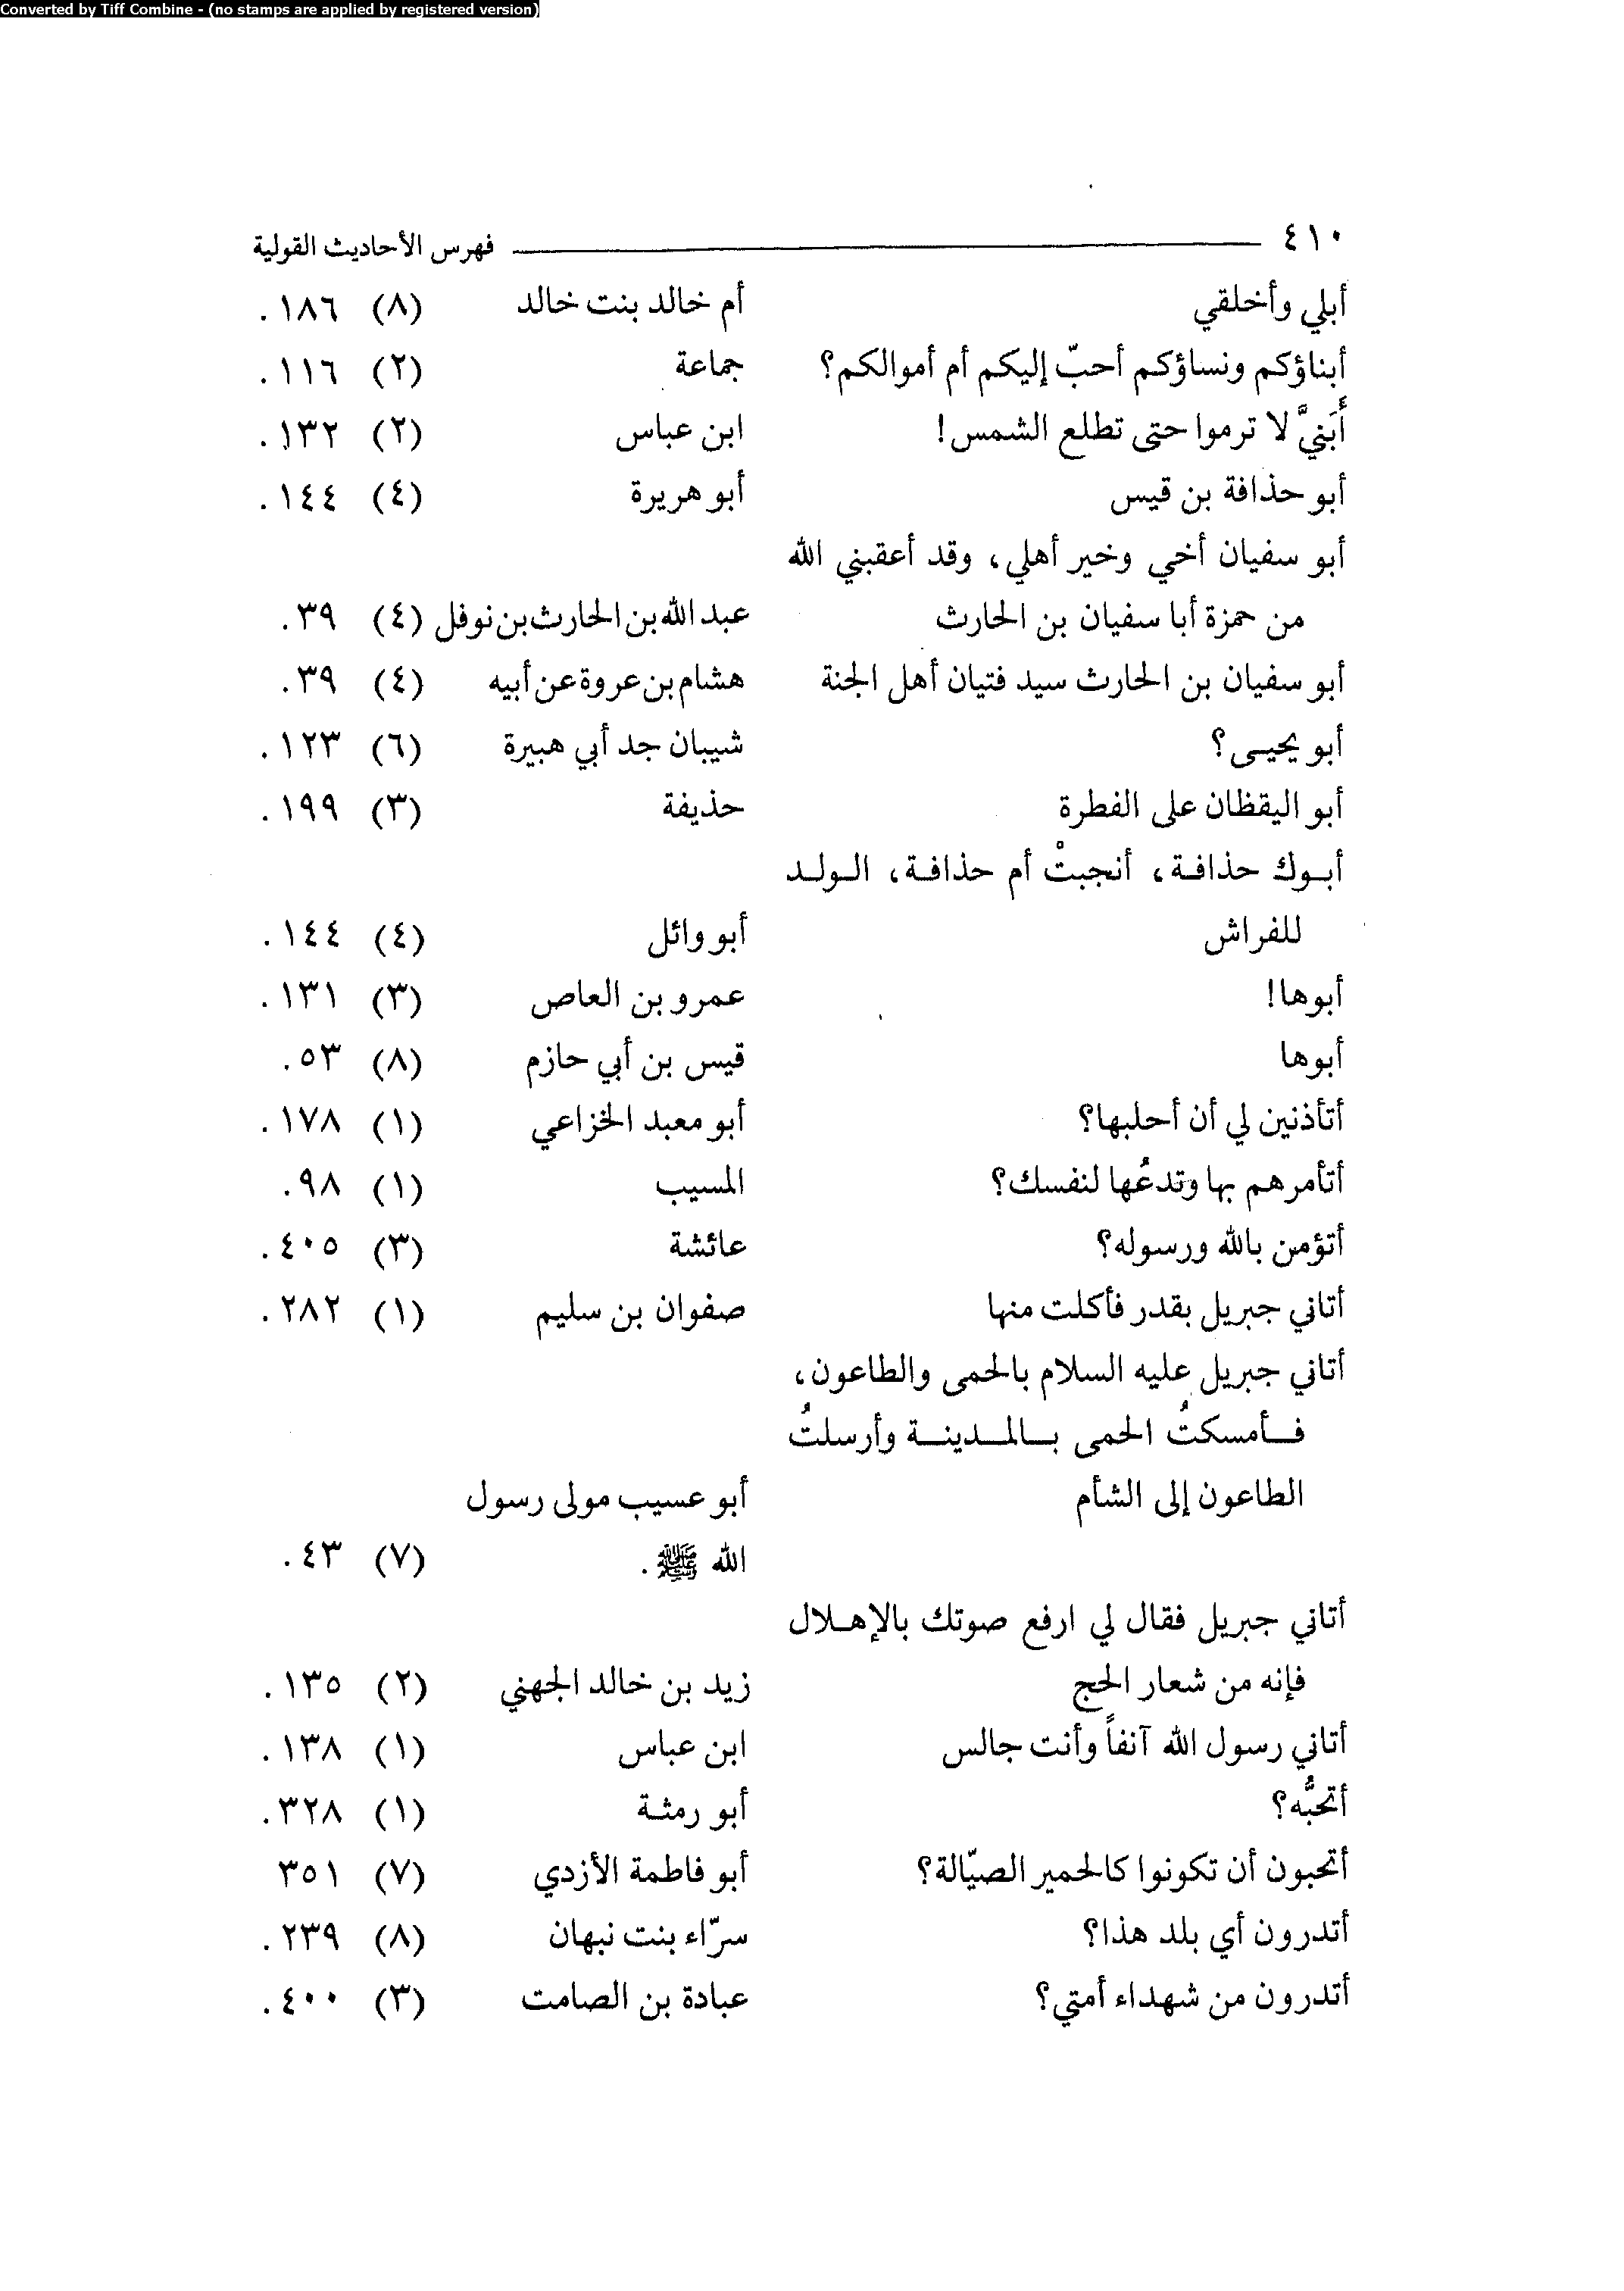 Converted by Tiff Combine - (no stamps are applied by registered version)
٤١٠ فهرس الأحاديث القولية
أبلي وأخلقي أم خالد بنت خالد (٨) ١٨٦.
أبناؤكم ونساؤكم أحبّ إليكم أم أموالكم؟ جماعة (٢) ١١٦.
أَبَنيَّ لا ترموا حتى تطلع الشمس! ابن عباس (٢) ١٣٢.
أبو حذافة بن قيس أبو هريرة (٤) ١٤٤.
أبو سفيان أخي وخير أهلي، وقد أعقبني الله
من حمزة أبا سفيان بن الحارث عبد الله بن الحارث بن نوفل (٤) ٣٩.
أبو سفيان بن الحارث سيد فتيان أهل الجنة هشام بن عروة عن أبيه (٤) ٣٩.
أبو يحيى؟ شيبان جد أبي هبيرة (٦) ١٢٣.
أبو اليقظان على الفطرة حذيفة (٣) ١٩٩.
أبوك حذافة، أنجبتْ أم حذافة، الولد
للفراش أبو وائل (٤) ١٤٤.
أبوها! عمرو بن العاص (٣) ١٣١.
أبوها قيس بن أبي حازم (٨) ٥٣.
أتأذنين لي أن أحلبها؟ أبو معبد الخزاعي (١) ١٧٨.
أتأمرهم بها وتدعُها لنفسك؟ المسيب (١) ٩٨.
أتؤمن بالله ورسوله؟ عائشة (٣) ٤٠٥.
أتاني جبريل بقدر فأكلت منها صفوان بن سليم (١) ٢٨٢.
أتاني جبريل عليه السلام بالحمى والطاعون،
فأمسكتُ الحمى بالمدينة وأرسلتُ
الطاعون إلى الشأم أبو عسيب مولى رسول
الله ﷺ. (٧) ٤٣.
أتاني جبريل فقال لي ارفع صوتك بالإهلال
فإنه من شعار الحج زيد بن خالد الجهني (٢) ١٣٥.
أتاني رسول الله آنفاً وأنت جالس ابن عباس (١) ١٣٨.
أتحبُّه؟ أبو رمثة (١) ٣٢٨.
أتحبون أن تكونوا كالحمير الصيّالة؟ أبو فاطمة الأزدي (٧) ٣٥١
أتدرون أي بلد هذا؟ سرّاء بنت نبهان (٨) ٢٣٩.
أتدرون من شهداء أمتي؟ عبادة بن الصامت (٣) ٤٠٠.